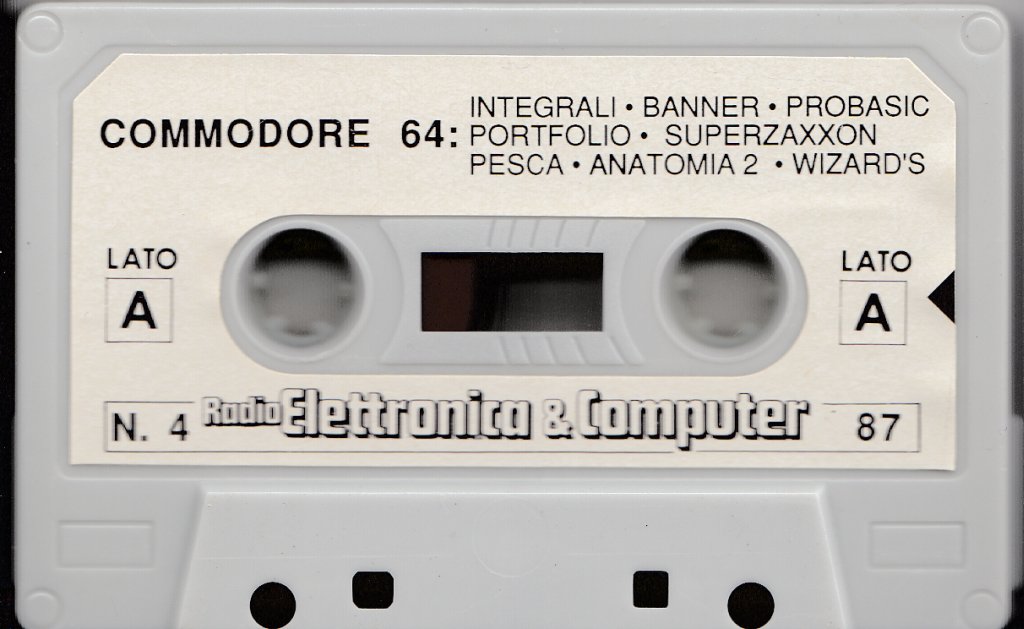 COMMODORE 64:
INTEGRALI • BANNER • PROBASIC
PORTFOLIO • SUPERZAXXON
PESCA • ANATOMIA 2 • WIZARD'S
LATO
A
LATO
A
N. 4 Radio Elettronica & Computer 87